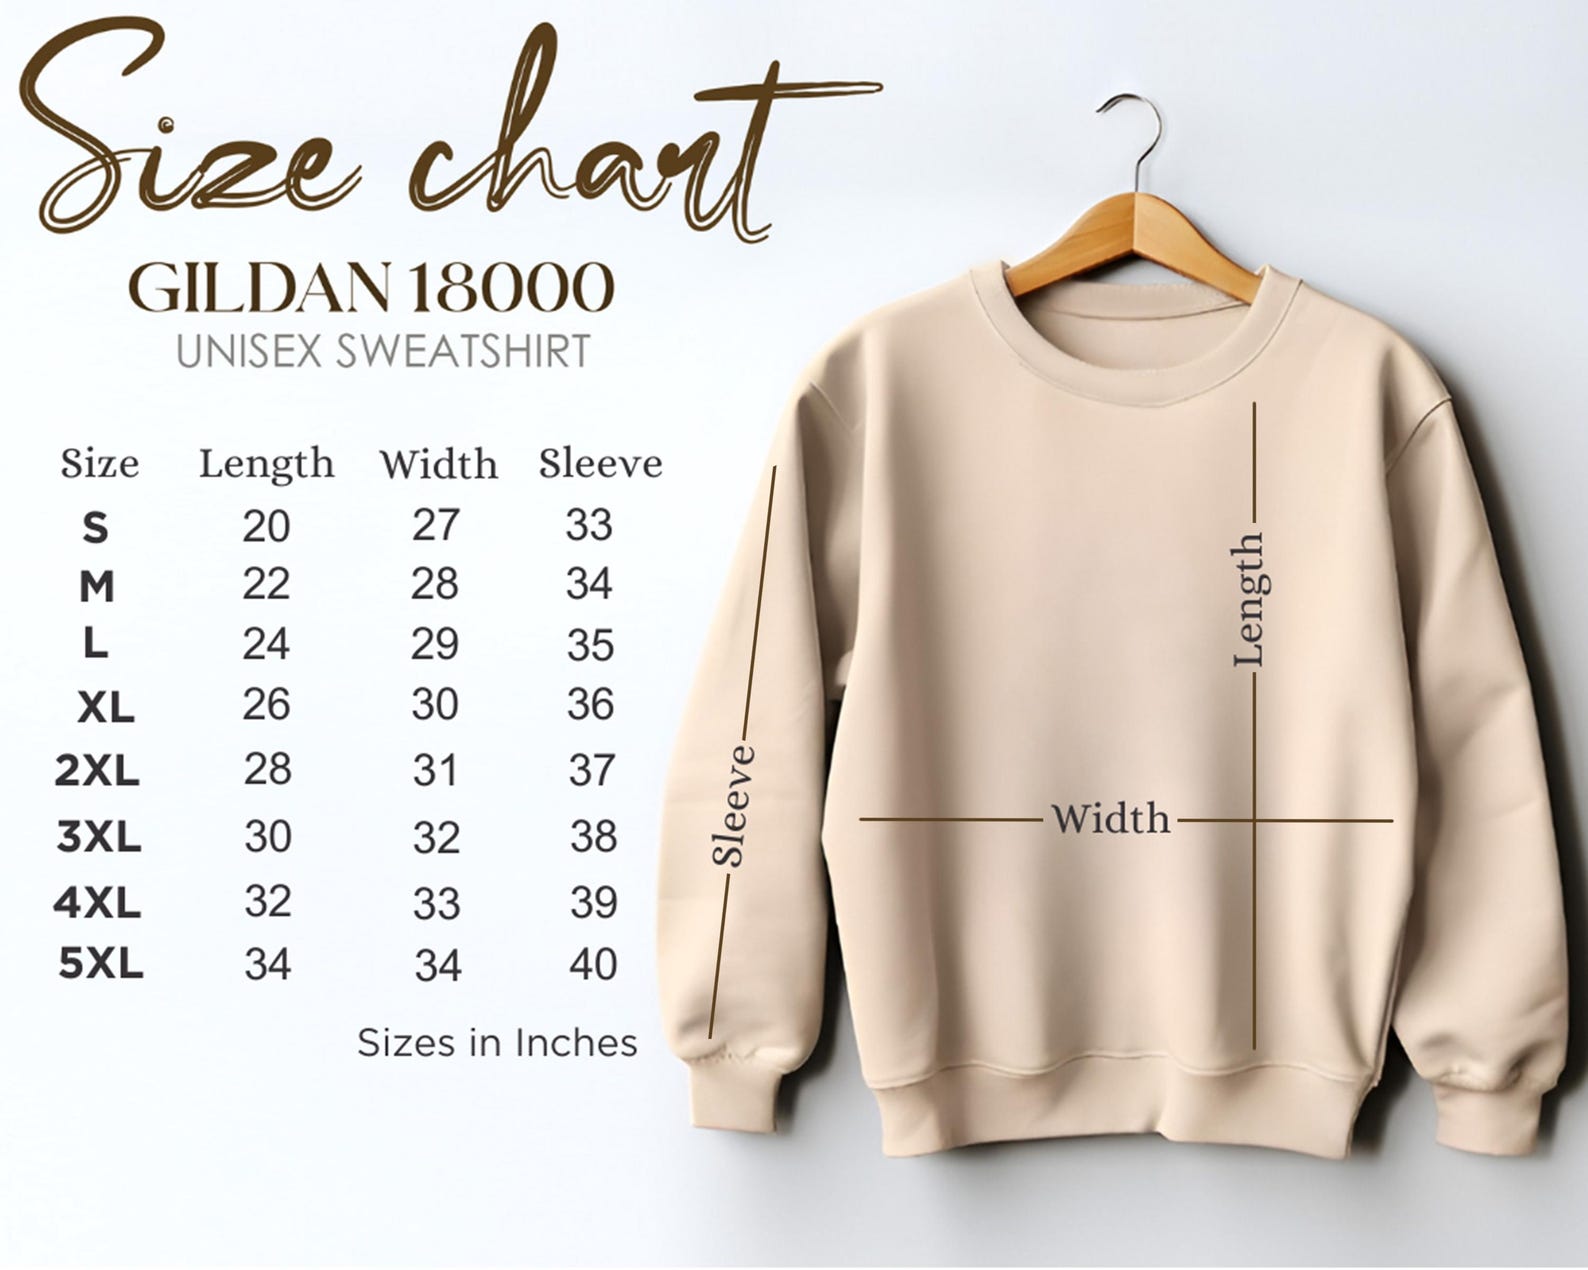 Size chart
GILDAN 18000
UNISEX SWEATSHIRT
Size Length Width Sleeve
S 20 27 33
M 22 28 34
L 24 29 35
XL 26 30 36
2XL 28 31 37
3XL 30 32 38
4XL 32 33 39
5XL 34 34 40
Sizes in Inches
Sleeve
Width
Length